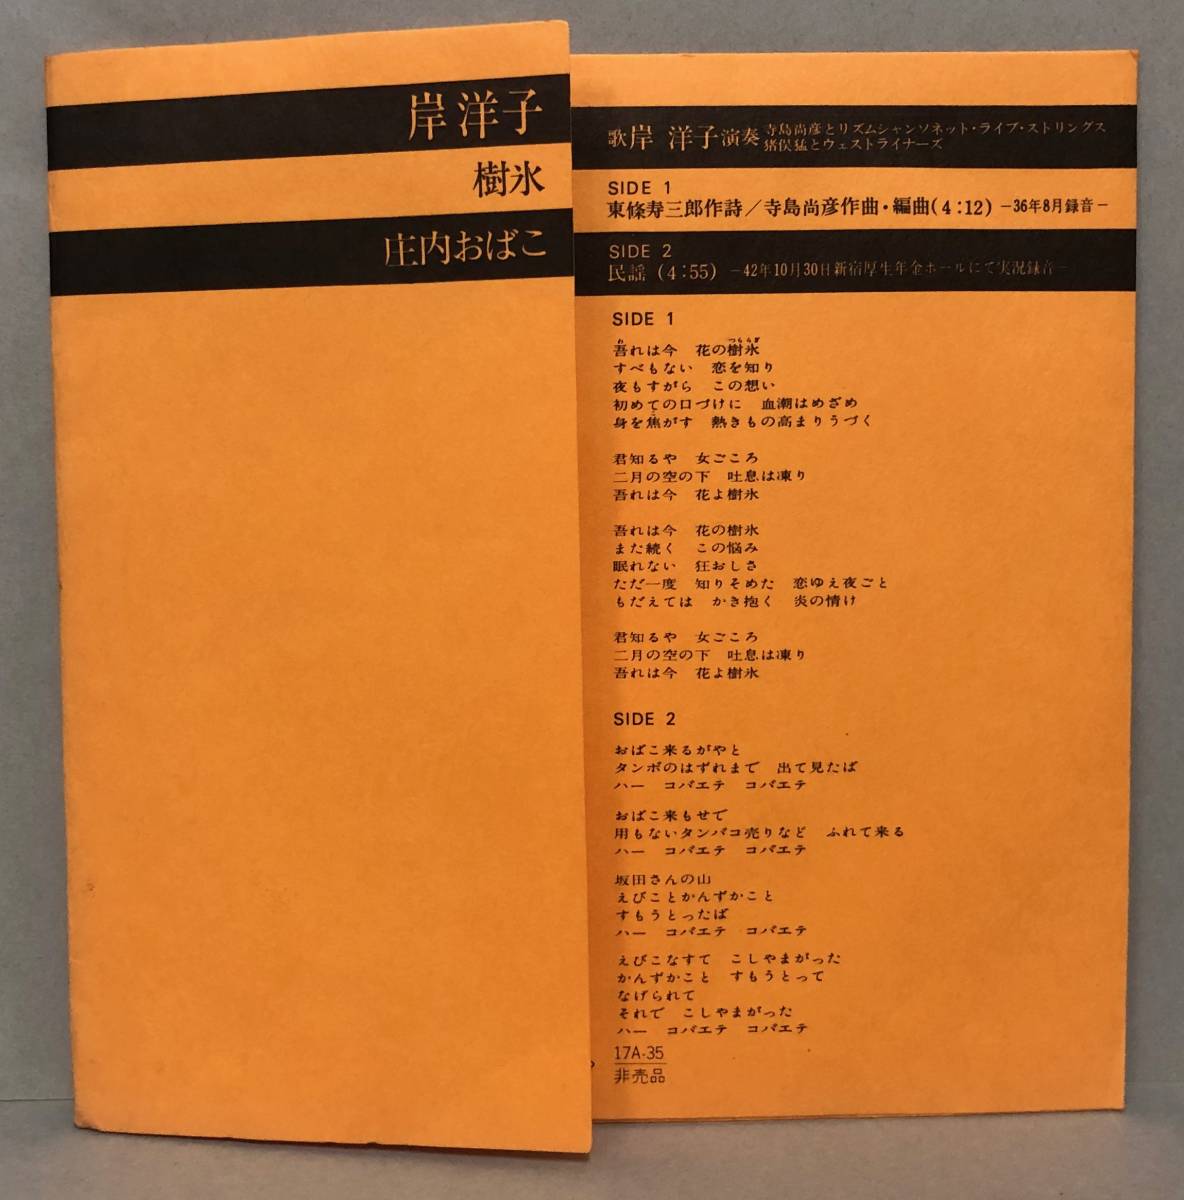 岸洋子
樹氷
庄内おばこ
歌岸 洋子演奏 寺島尚彦とリズムシャンソネット・ライブ・ストリングス
猪俣猛とウェストライナーズ
SIDE 1
東條寿三郎作詩／寺島尚彦作曲・編曲(4:12) −36年8月録音−
SIDE 2
民謡 (4:55) −42年10月30日新宿厚生年金ホールにて実況録音−
SIDE 1
吾れは今 花の樹氷
すべもない 恋を知り
夜もすがら この想い
初めての口づけに 血潮はめざめ
身を焦がす 熱きもの高まりうづく
君知るや 女ごころ
二月の空の下 吐息は凍り
吾れは今 花よ樹氷
吾れは今 花の樹氷
また続く この悩み
眠れない 狂おしさ
ただ一度 知りそめた 恋ゆえ夜ごと
もだえては かき抱く 炎の情け
君知るや 女ごころ
二月の空の下 吐息は凍り
吾れは今 花よ樹氷
SIDE 2
おばこ来るがやと
タンボのはずれまで 出て見たば
ハー コバエテ コバエテ
おばこ来もせで
用もないタンバコ売りなど ふれて来る
ハー コバエテ コバエテ
坂田さんの山
えびことかんずかこと
すもうとったば
ハー コバエテ コバエテ
えびこなすて こしやまがった
かんずかこと すもうとって
なげられて
それで こしやまがった
ハー コバエテ コバエテ
17A-35
非売品